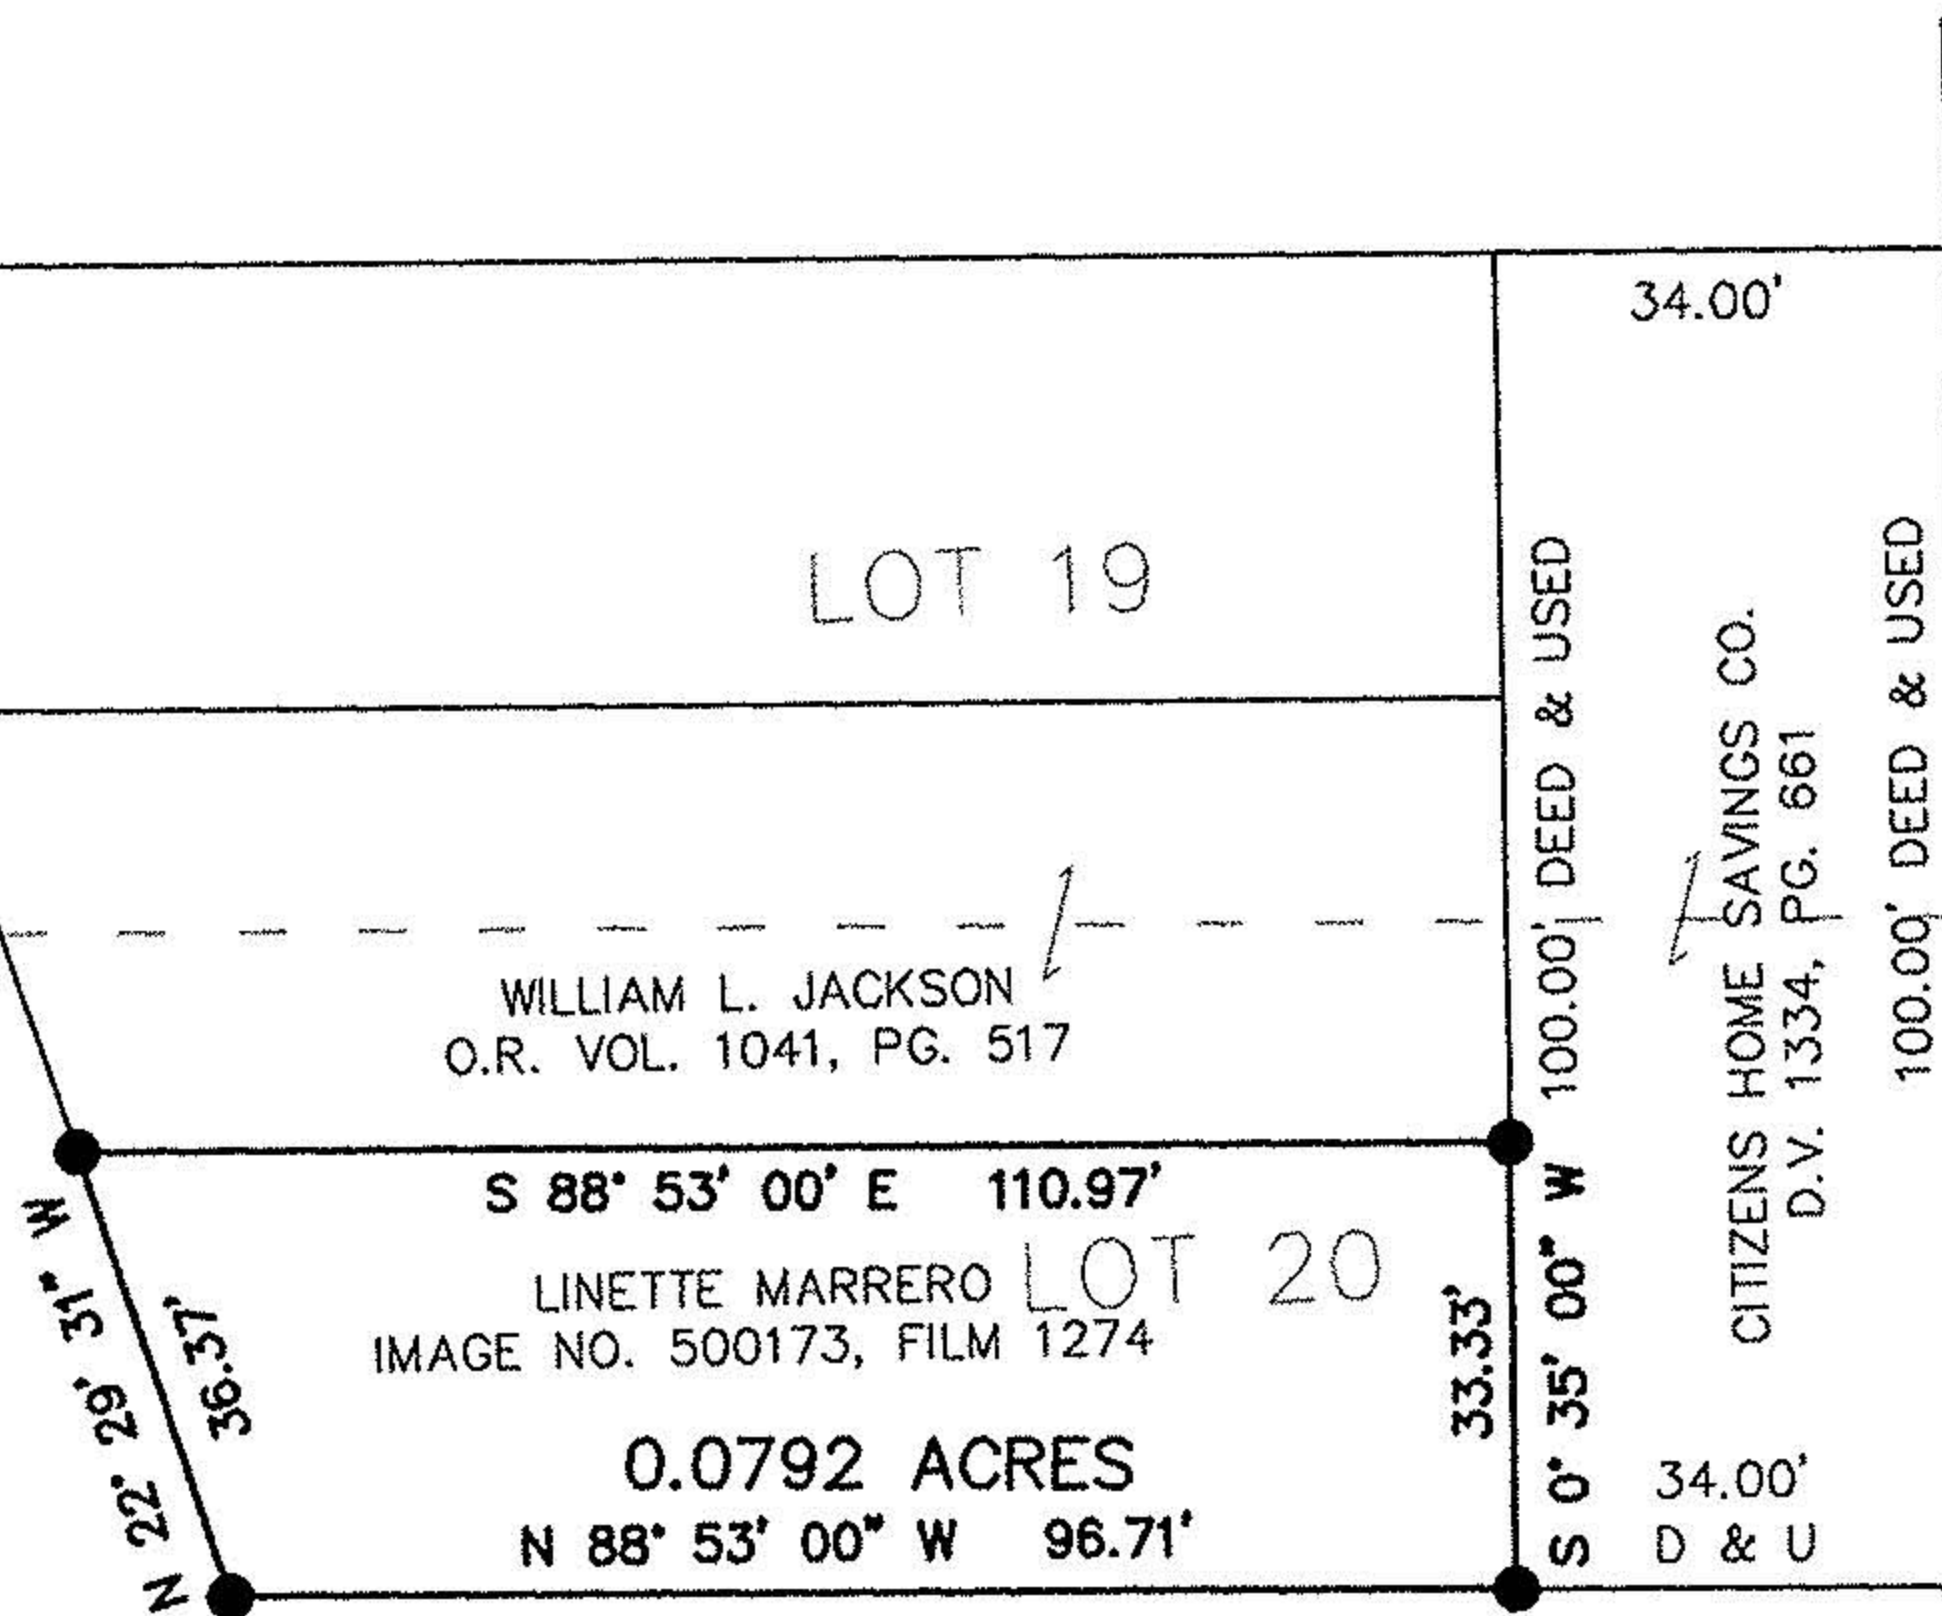 34.00'
LOT 19
100.00' DEED & USED
CITIZENS HOME SAVINGS CO.
D.V. 1334, PG. 661
100.00' DEED & USED
WILLIAM L. JACKSON
O.R. VOL. 1041, PG. 517
S 88° 53' 00' E 110.97'
LINETTE MARRERO
IMAGE NO. 500173, FILM 1274
LOT 20
N 22° 29' 31" W
36.37'
33.33'
S 0° 35' 00" W
0.0792 ACRES
N 88° 53' 00" W 96.71'
34.00'
D & U